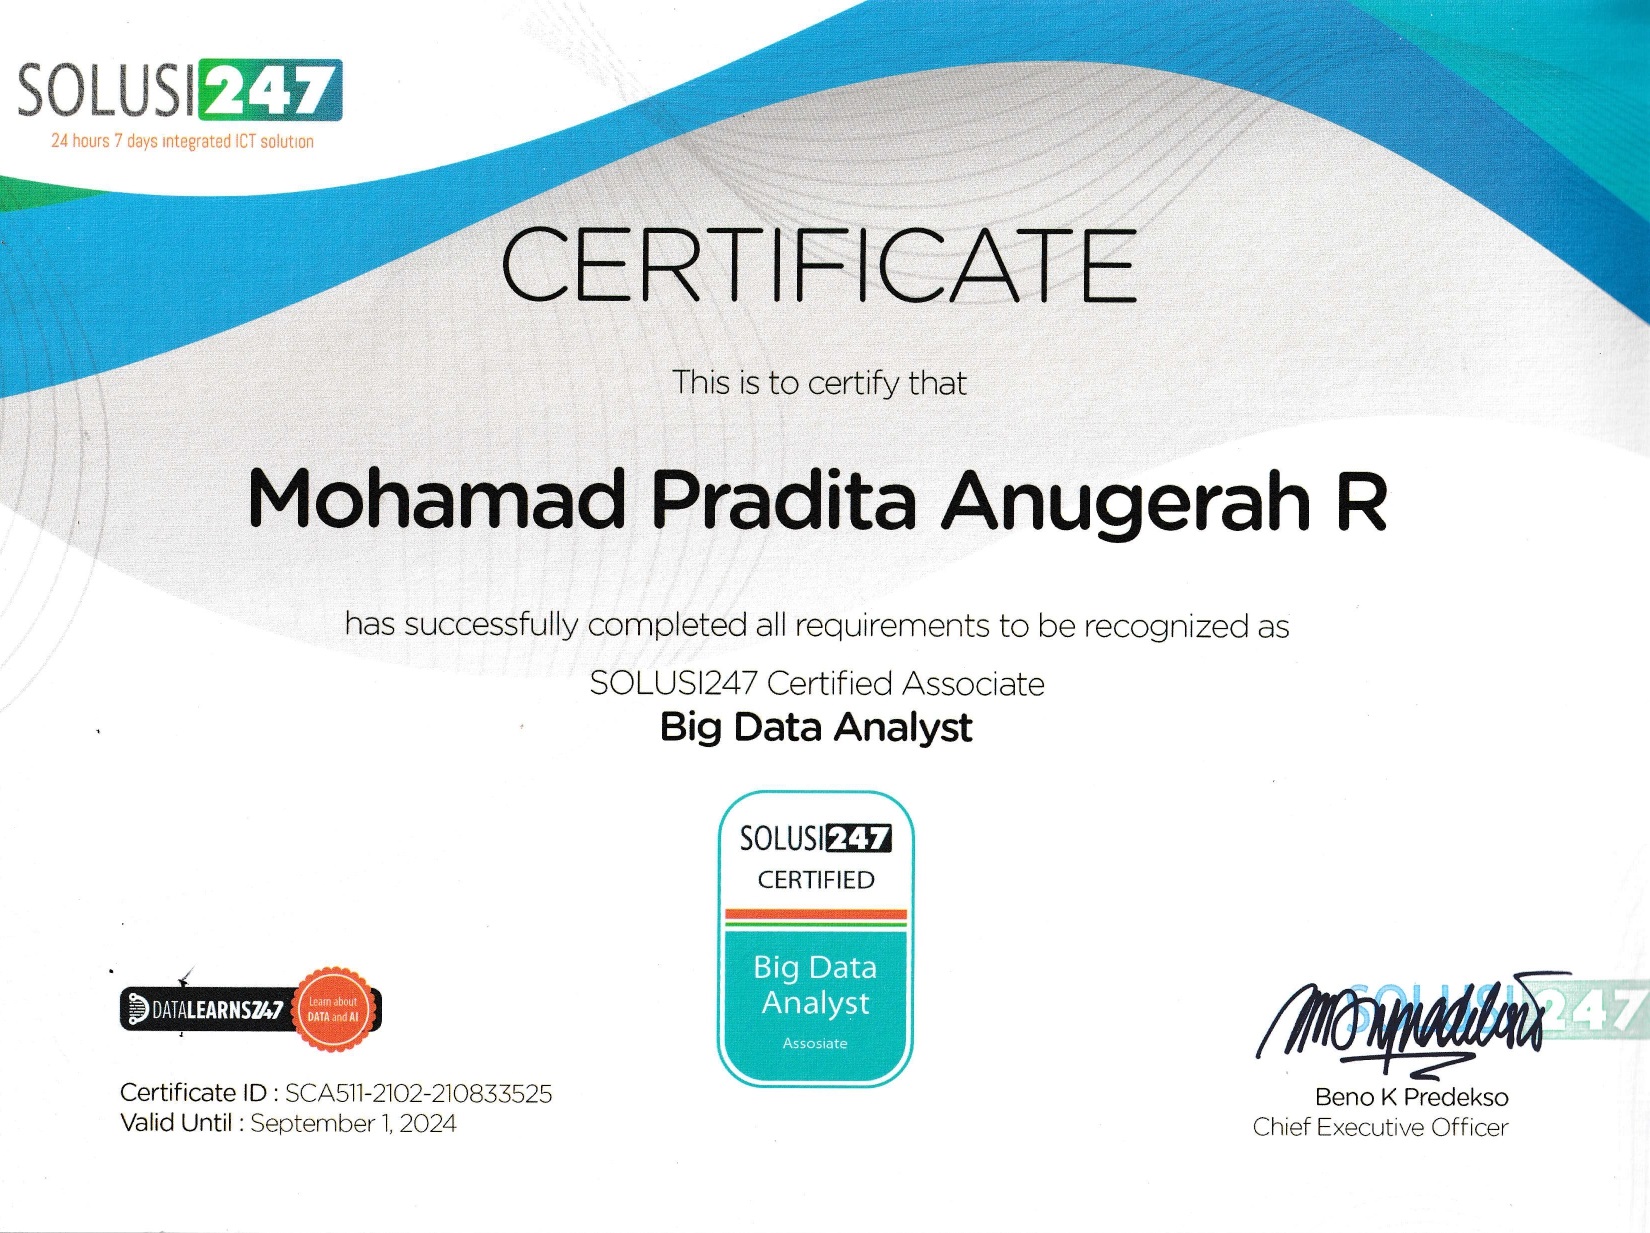 SOLUSI247
24 hours 7 days integrated ICT solution
CERTIFICATE
This is to certify that
Mohamad Pradita Anugerah R
has successfully completed all requirements to be recognized as
SOLUSI247 Certified Associate
Big Data Analyst
SOLUSI247
CERTIFIED
Big Data
Analyst
Assosiate
DATALEARNS247
Learn about
DATA and AI
Certificate ID : SCA511-2102-210833525
Valid Until : September 1, 2024
SOLUSI247
Beno K Predekso
Chief Executive Officer